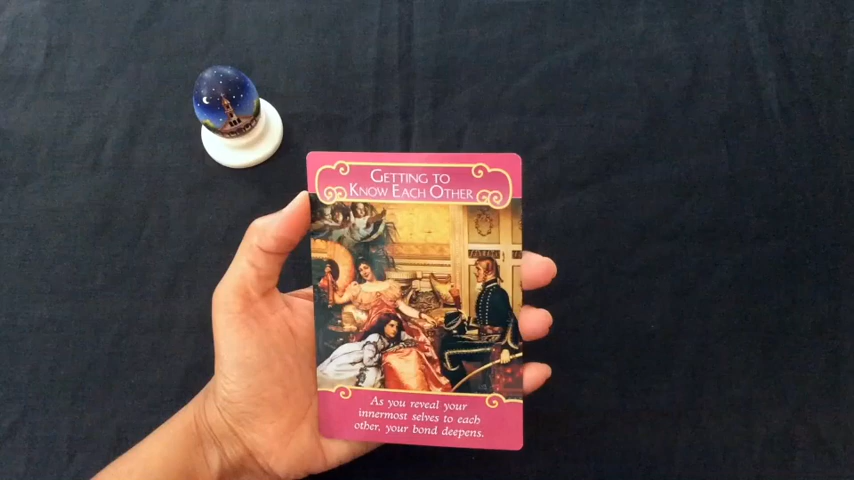 GETTING TO
KNOW EACH OTHER
As you reveal your
innermost selves to each
other, your bond deepens.